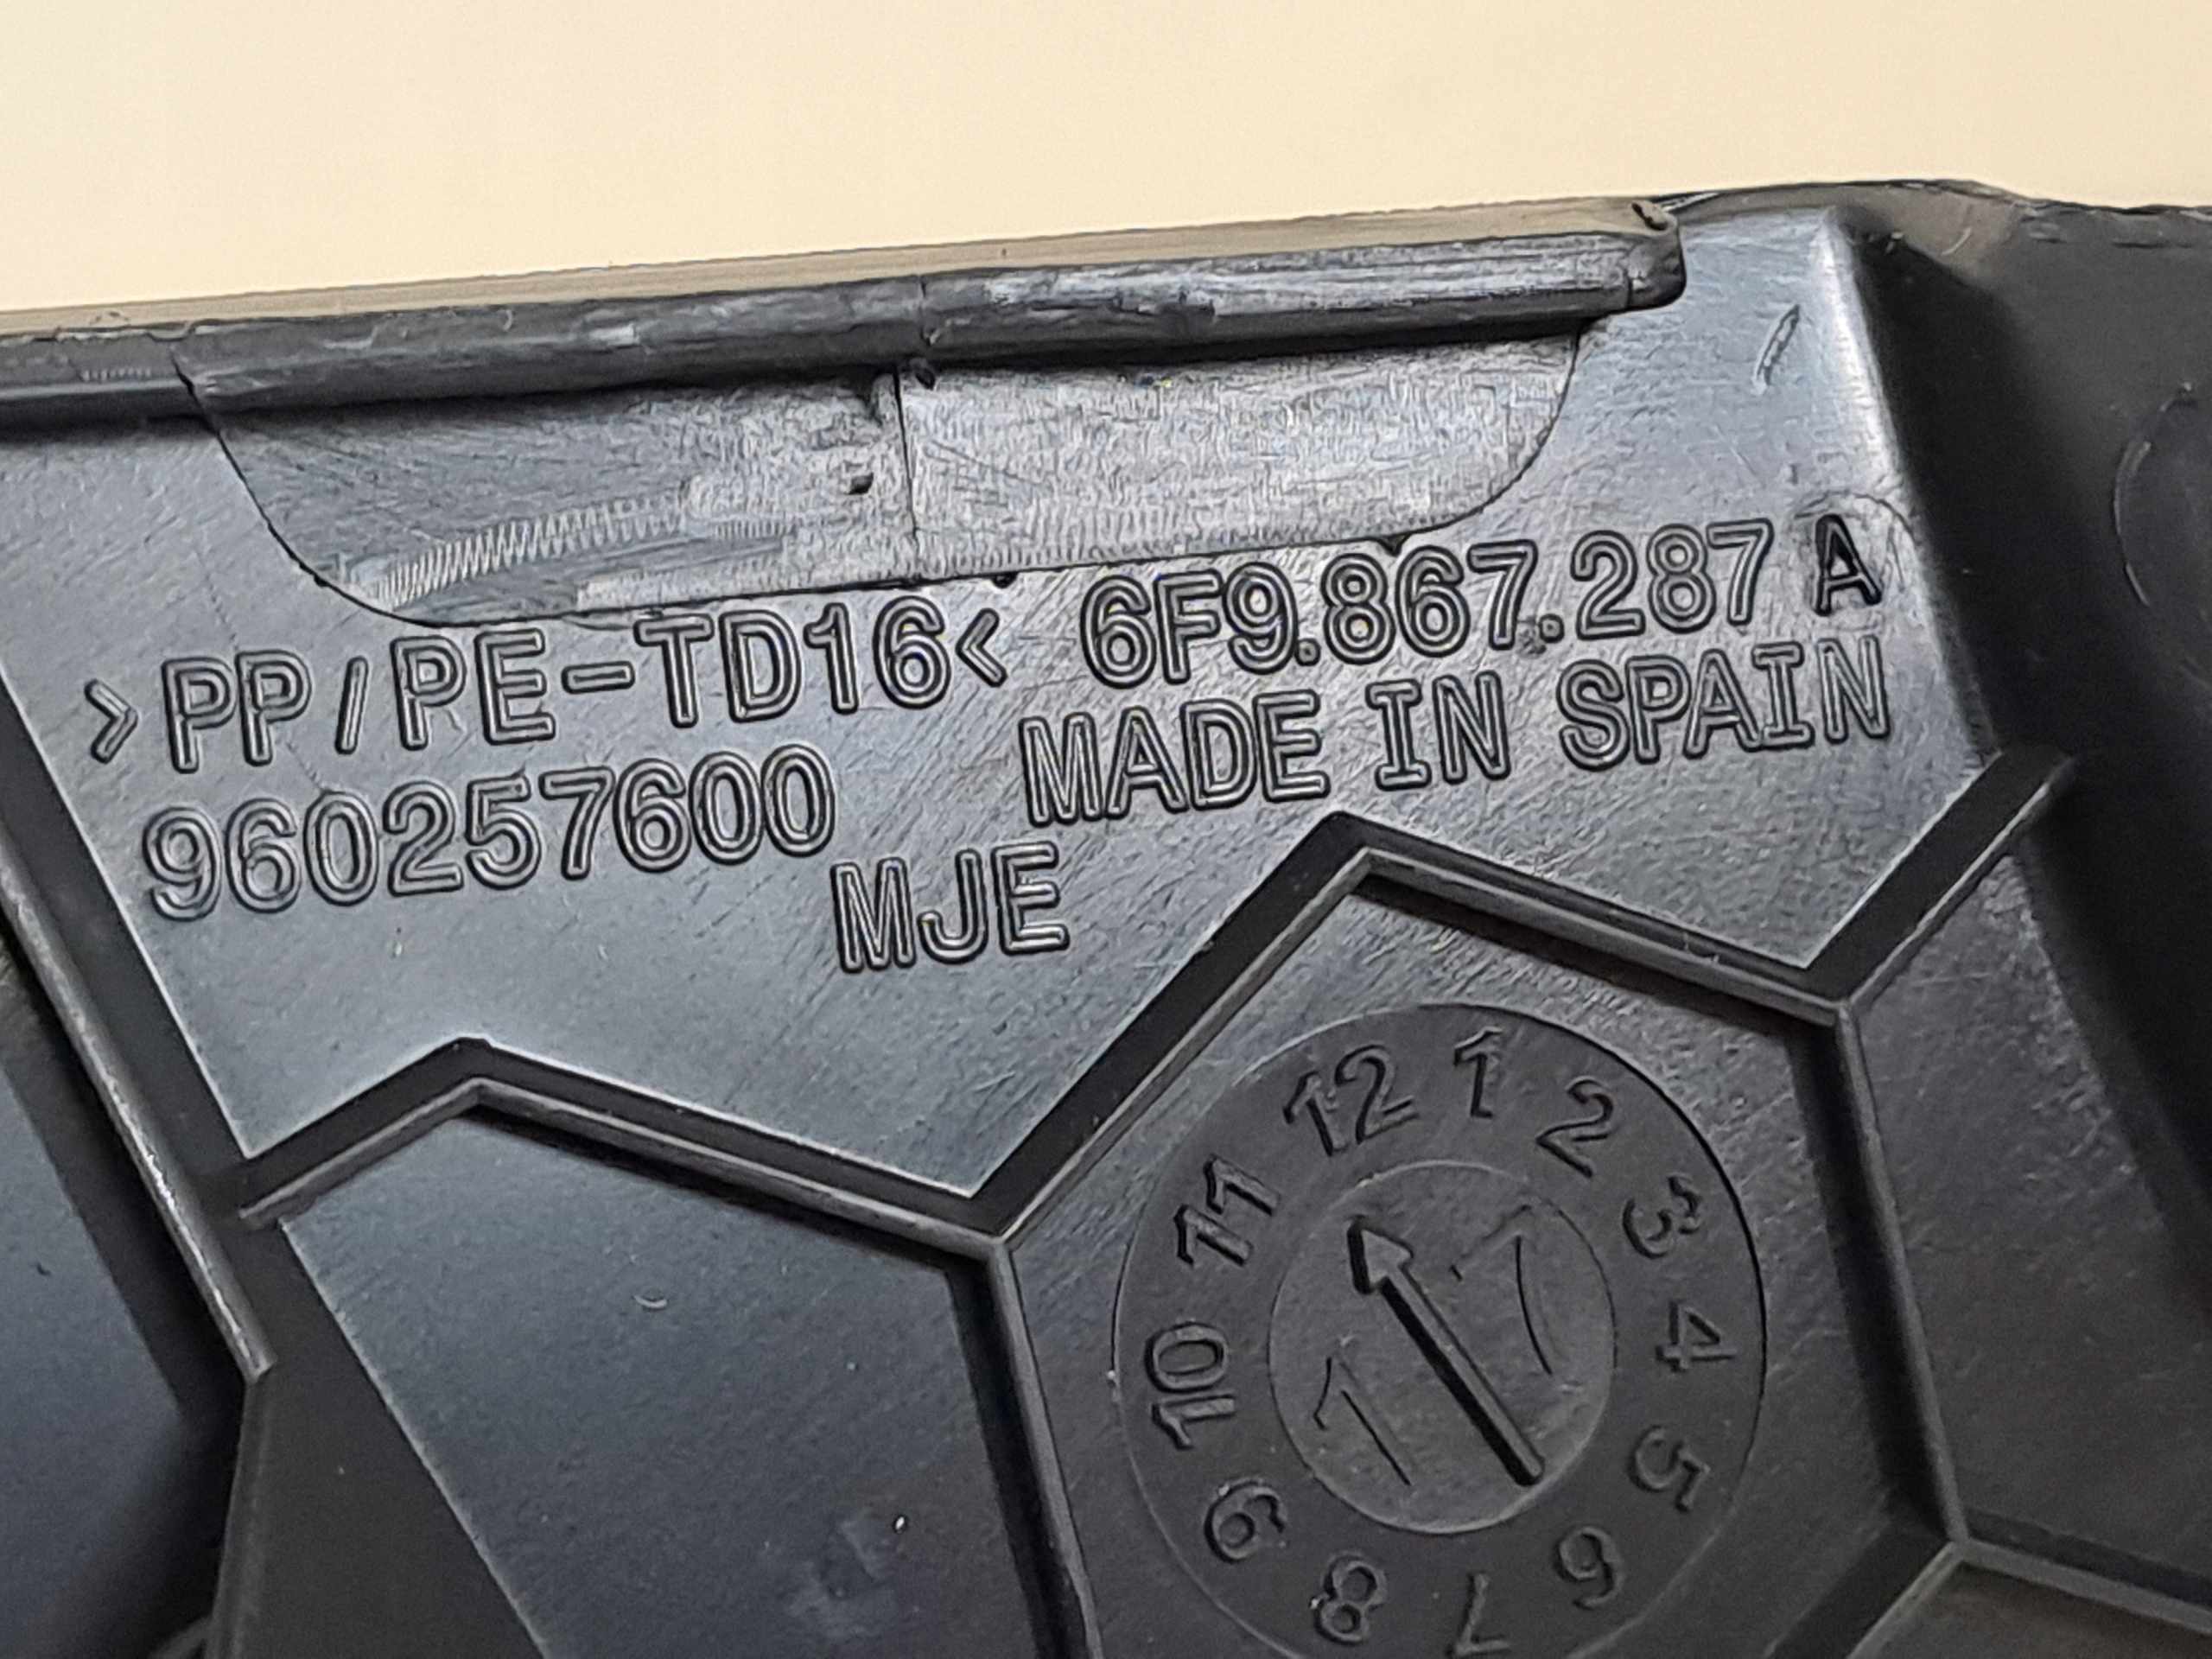 >PP/PE-TD16< 6F9.867.287 A
960257600 MADE IN SPAIN
MJE
12 1 2 3 4 5 6 7 8 9 10 11
17